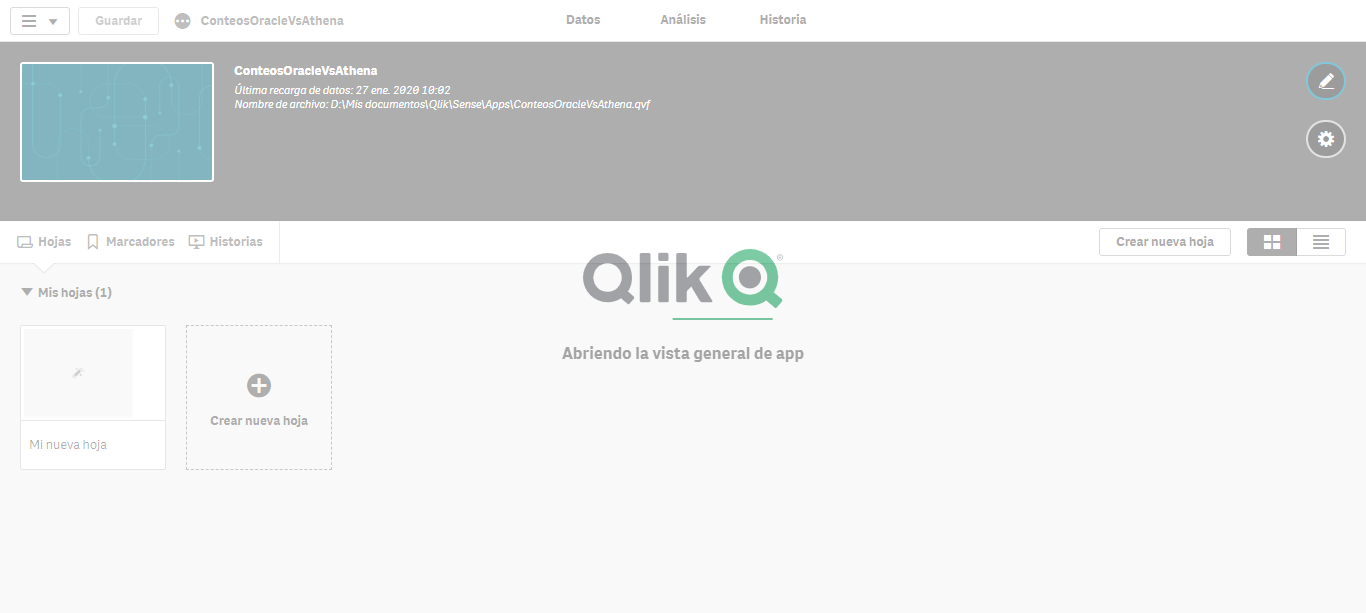 Guardar ConteosOracleVsAthena Datos Análisis Historia
ConteosOracleVsAthena
Última recarga de datos: 27 ene. 2020 10:02
Nombre de archivo: D:\Mis documentos\Qlik\Sense\Apps\ConteosOracleVsAthena.qvf
Hojas Marcadores Historias Crear nueva hoja
Qlik
®
Mis hojas (1)
Abriendo la vista general de app
Crear nueva hoja
Mi nueva hoja